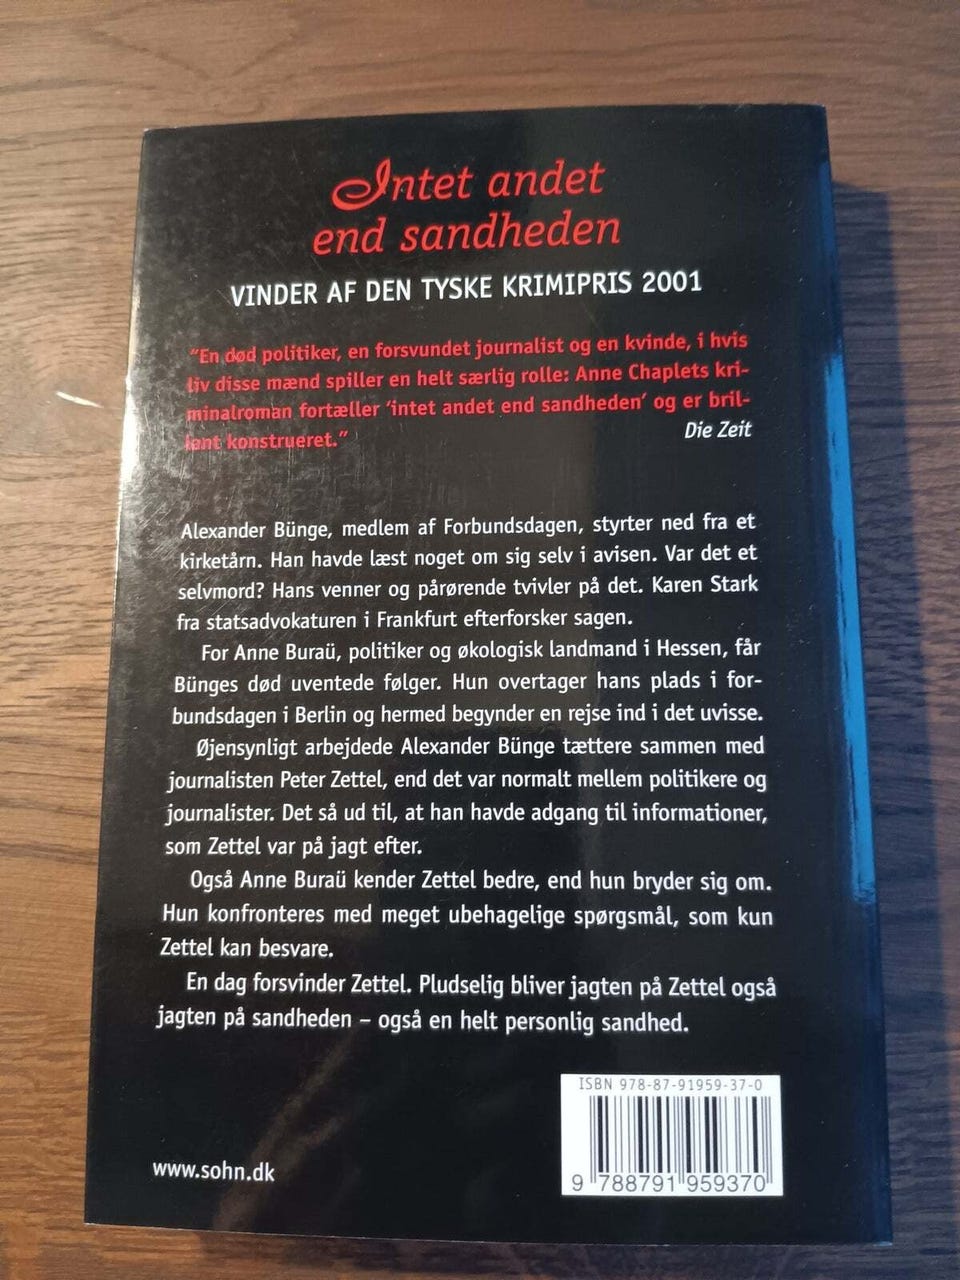 Intet andet
end sandheden
VINDER AF DEN TYSKE KRIMIPRIS 2001
"En død politiker, en forsvundet journalist og en kvinde, i hvis
liv disse mænd spiller en helt særlig rolle: Anne Chaplets kri-
minalroman fortæller 'intet andet end sandheden' og er bril-
lant konstrueret."
Die Zeit
Alexander Bünge, medlem af Forbundsdagen, styrter ned fra et
kirketårn. Han havde læst noget om sig selv i avisen. Var det et
selvmord? Hans venner og pårørende tvivler på det. Karen Stark
fra statsadvokaturen i Frankfurt efterforsker sagen.
For Anne Buraü, politiker og økologisk landmand i Hessen, får
Bünges død uventede følger. Hun overtager hans plads i for-
bundsdagen i Berlin og hermed begynder en rejse ind i det uvisse.
Øjensynligt arbejdede Alexander Bünge tættere sammen med
journalisten Peter Zettel, end det var normalt mellem politikere og
journalister. Det så ud til, at han havde adgang til informationer,
som Zettel var på jagt efter.
Også Anne Buraü kender Zettel bedre, end hun bryder sig om.
Hun konfronteres med meget ubehagelige spørgsmål, som kun
Zettel kan besvare.
En dag forsvinder Zettel. Pludselig bliver jagten på Zettel også
jagten på sandheden – også en helt personlig sandhed.
ISBN 978-87-91959-37-0
9 788791 959370
www.sohn.dk